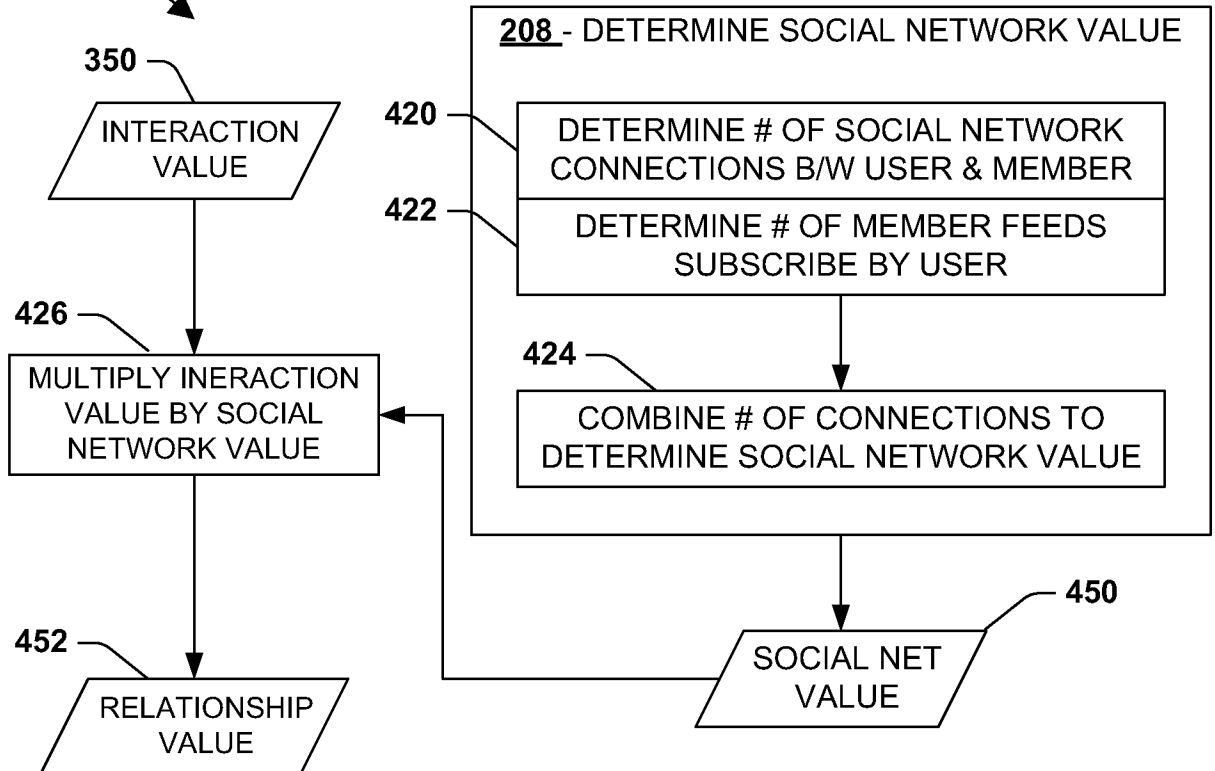 208 - DETERMINE SOCIAL NETWORK VALUE
350
INTERACTION
VALUE
420
DETERMINE # OF SOCIAL NETWORK
CONNECTIONS B/W USER & MEMBER
422
DETERMINE # OF MEMBER FEEDS
SUBSCRIBE BY USER
426
MULTIPLY INERACTION
VALUE BY SOCIAL
NETWORK VALUE
424
COMBINE # OF CONNECTIONS TO
DETERMINE SOCIAL NETWORK VALUE
450
SOCIAL NET
VALUE
452
RELATIONSHIP
VALUE